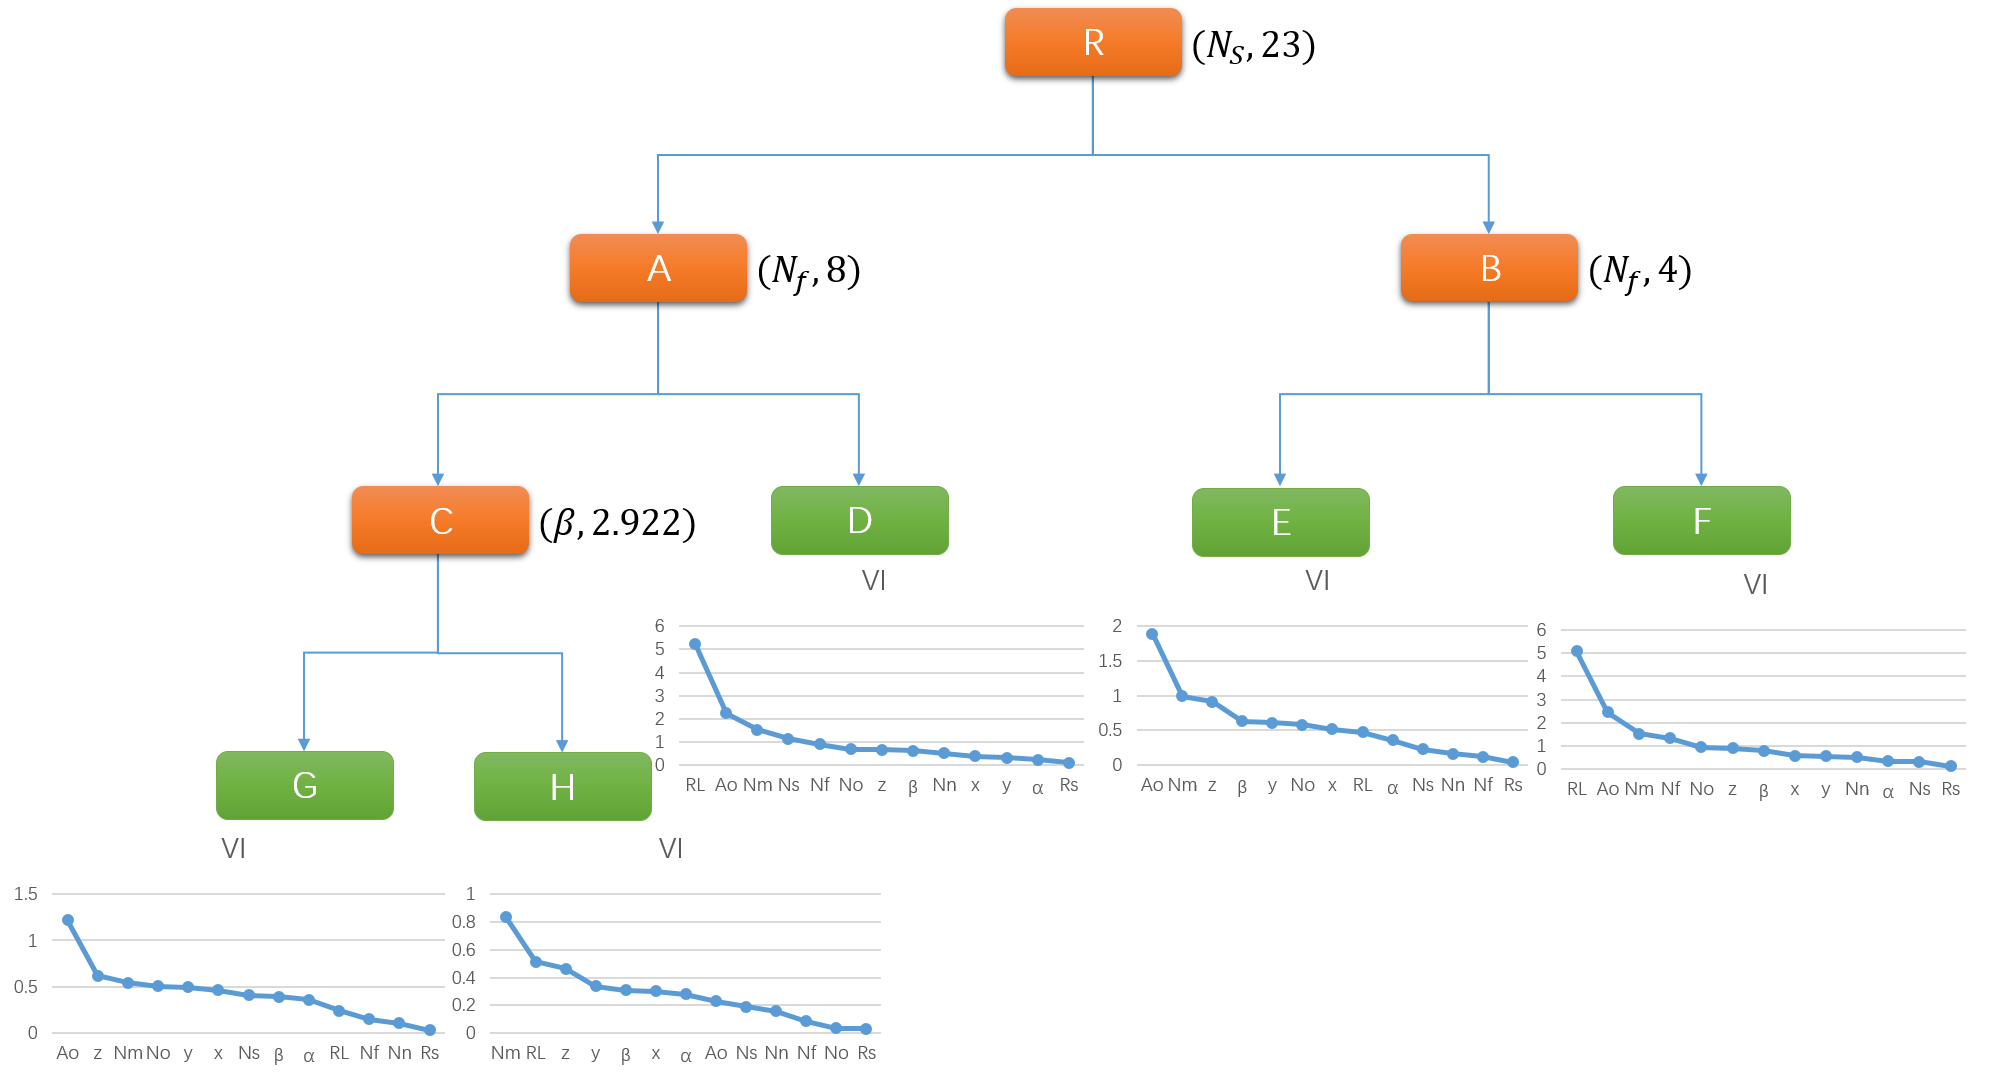 R
(N_S, 23)
A
(N_f, 8)
B
(N_f, 4)
C
(β, 2.922)
D
E
F
VI
6
5
4
3
2
1
0
RL Ao Nm Ns Nf No z β Nn x y α Rs
VI
2
1.5
1
0.5
0
Ao Nm z β y No x RL α Ns Nn Nf Rs
VI
6
5
4
3
2
1
0
RL Ao Nm Nf No z β x y Nn α Ns Rs
G
H
VI
1.5
1
0.5
0
Ao z Nm No y x Ns β α RL Nf Nn Rs
VI
1
0.8
0.6
0.4
0.2
0
Nm RL z y β x α Ao Ns Nn Nf No Rs